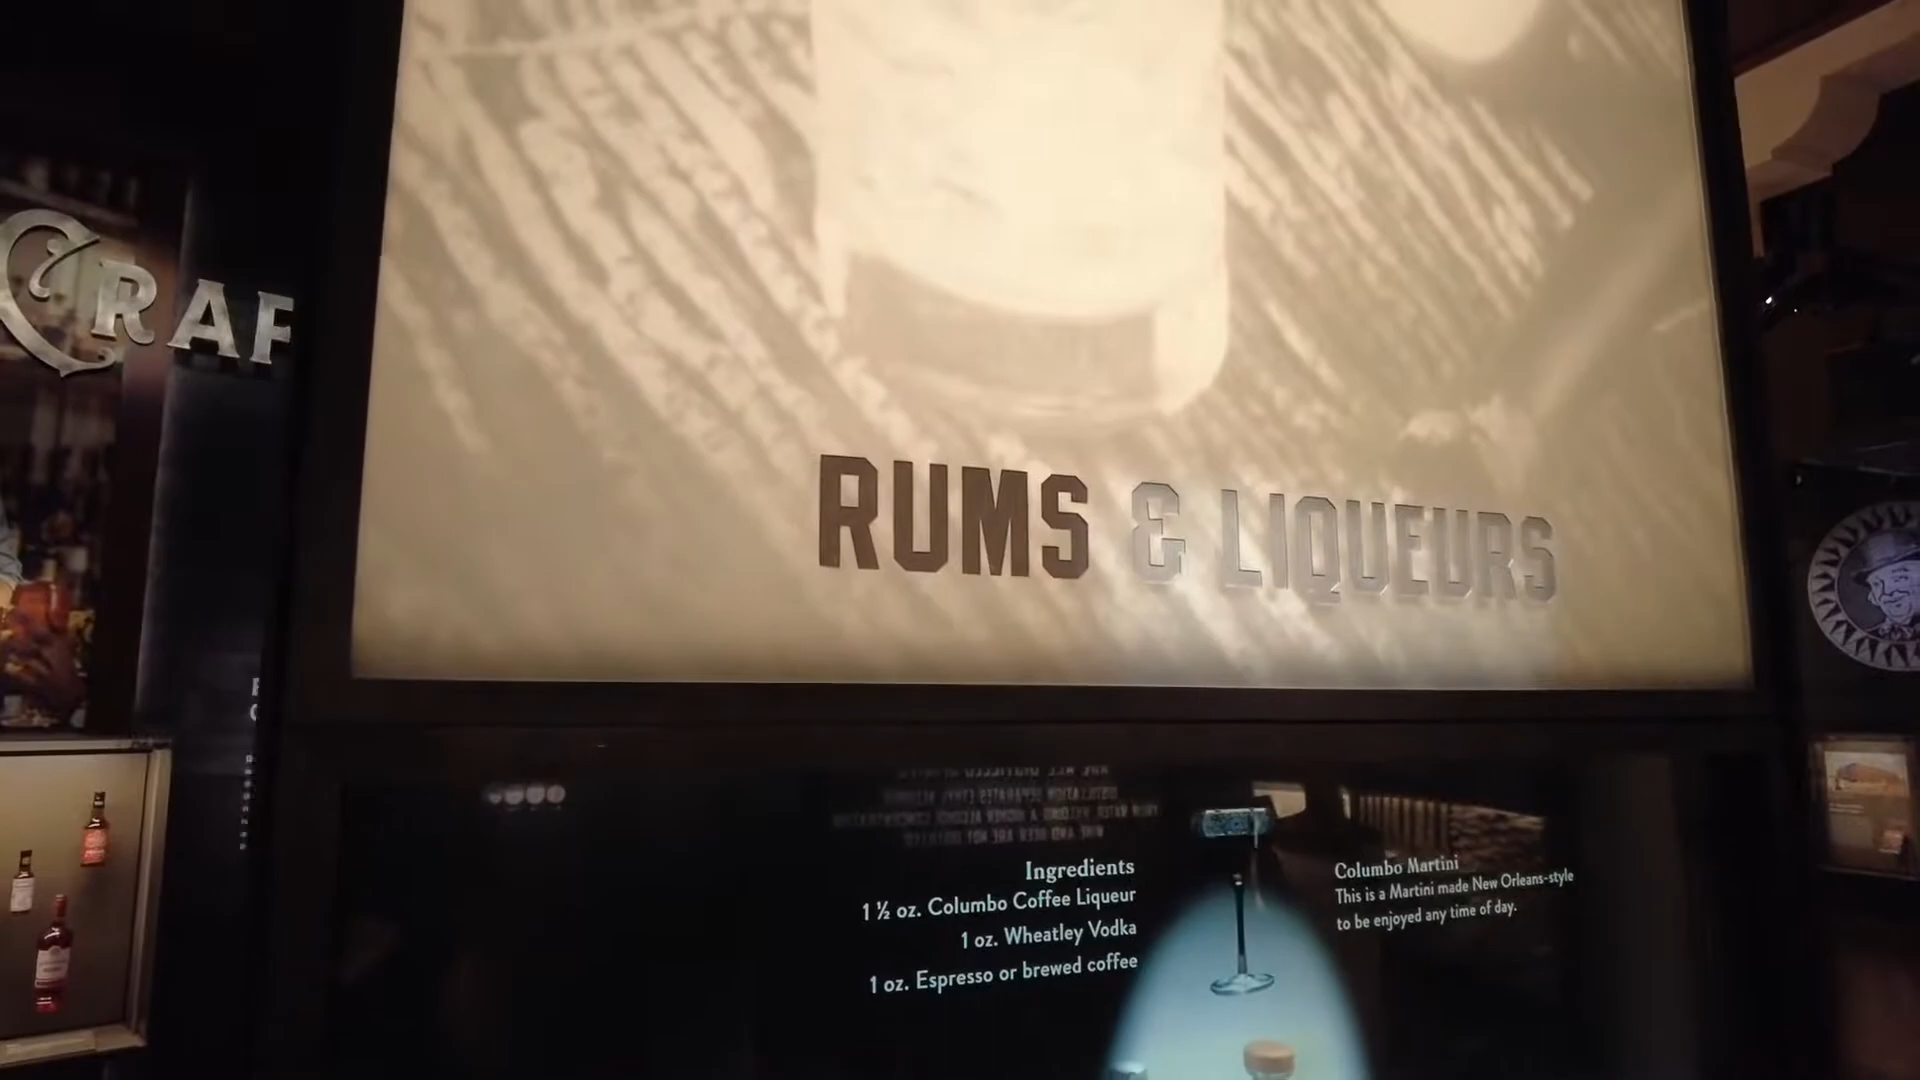 CRAF
RUMS & LIQUEURS
Ingredients
1 ½ oz. Columbo Coffee Liqueur
1 oz. Wheatley Vodka
1 oz. Espresso or brewed coffee
Columbo Martini
This is a Martini made New Orleans-style
to be enjoyed any time of day.